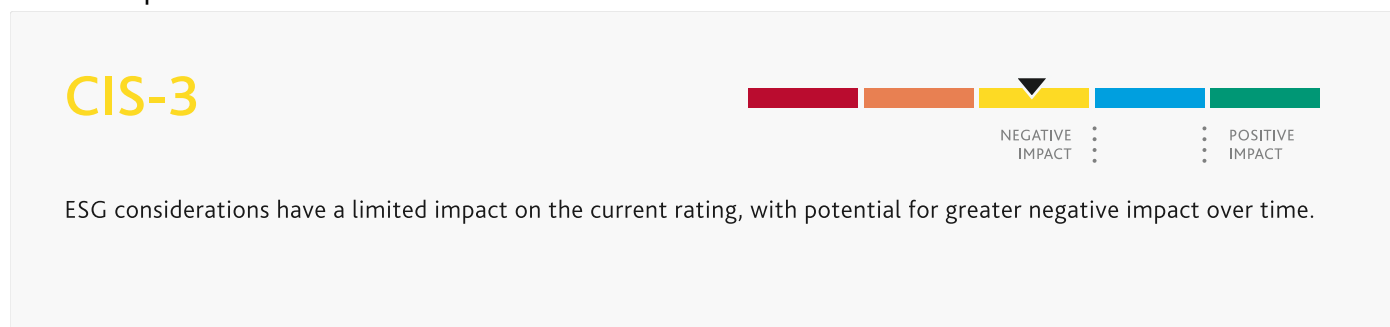 CIS-3
NEGATIVE
IMPACT
POSITIVE
IMPACT
ESG considerations have a limited impact on the current rating, with potential for greater negative impact over time.